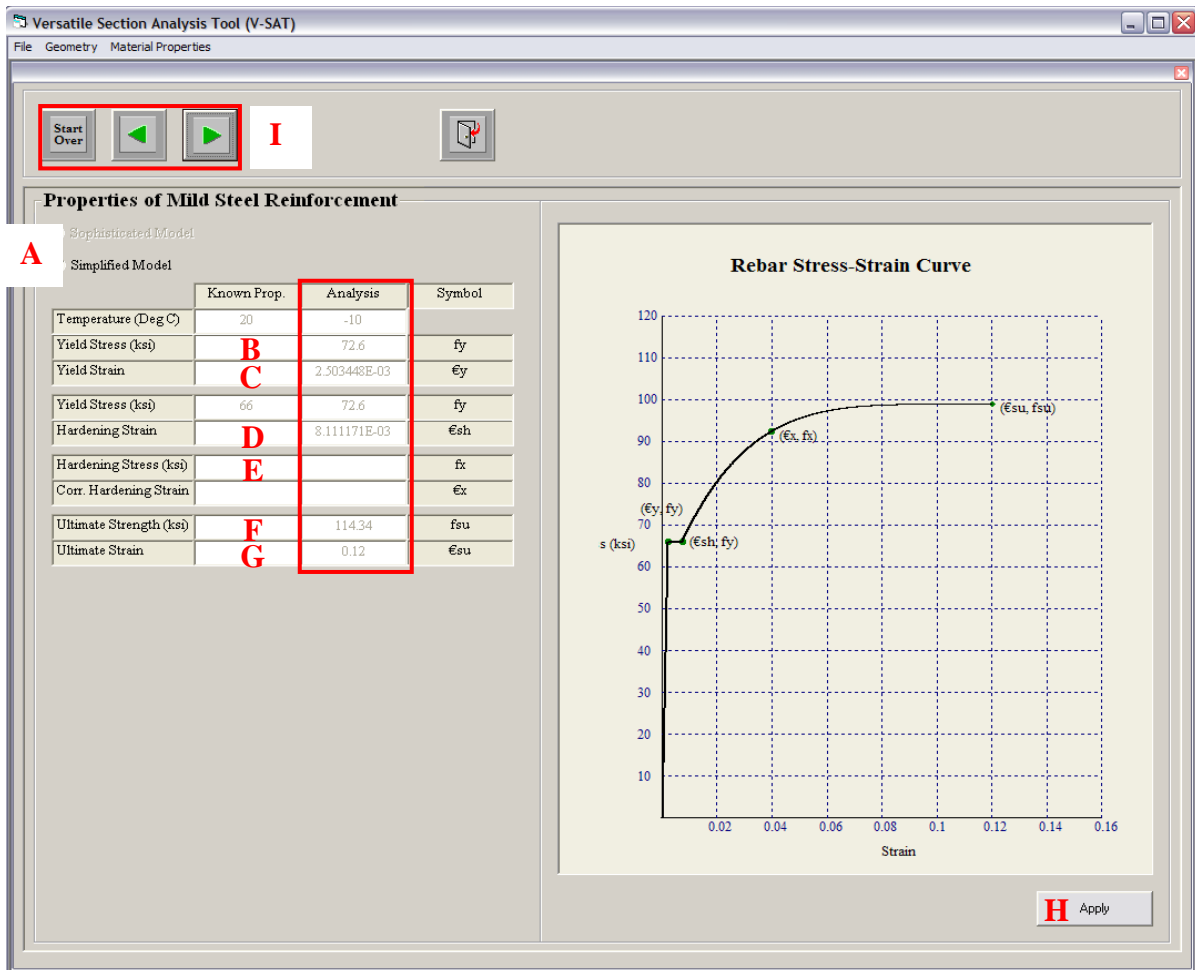 Versatile Section Analysis Tool (V-SAT)
File Geometry Material Properties
Start
Over
I
Properties of Mild Steel Reinforcement
Sophisticated Model
A
Simplified Model
Known Prop. Analysis Symbol
Temperature (Deg C) 20 -10
Yield Stress (ksi) B 72.6 fy
Yield Strain C 2.503448E-03 €y
Yield Stress (ksi) 66 72.6 fy
Hardening Strain D 8.111171E-03 €sh
Hardening Stress (ksi) E fx
Corr. Hardening Strain €x
Ultimate Strength (ksi) F 114.34 fsu
Ultimate Strain G 0.12 €su
Rebar Stress-Strain Curve
120
110
100
(€su, fsu)
90
(€x, fx)
80
(€y, fy)
70
s (ksi)
(€sh, fy)
60
50
40
30
20
10
0.02 0.04 0.06 0.08 0.1 0.12 0.14 0.16
Strain
H Apply